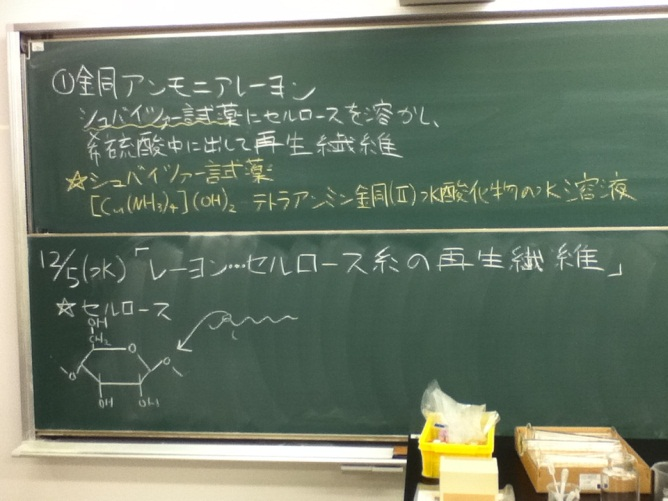 ①銅アンモニアレーヨン
シュバイツァー試薬にセルロースを溶かし、
希硫酸中に出して再生繊維
☆シュバイツァー試薬
[Cu(NH3)4](OH)2 テトラアンミン銅(Ⅱ)水酸化物の水溶液
12/5(水)「レーヨン…セルロース系の再生繊維」
☆セルロース
OH
CH2
O
O
O
OH
OH